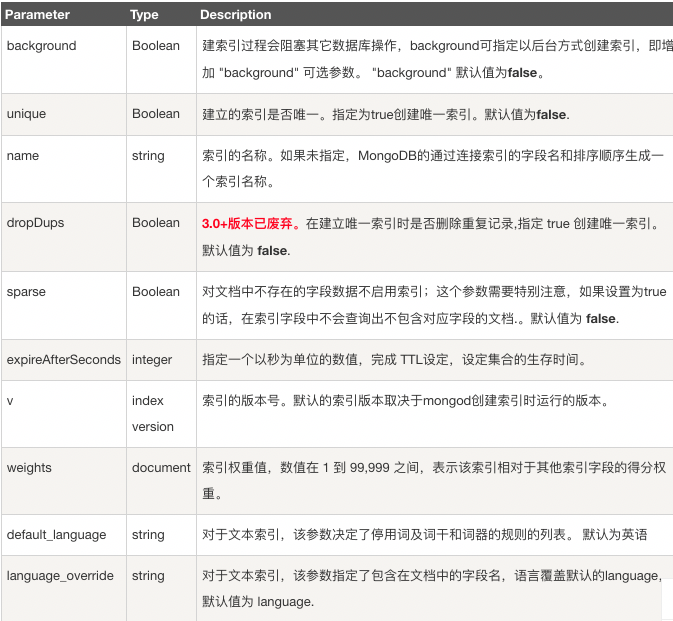 Parameter Type Description
background Boolean 建索引过程会阻塞其它数据库操作，background可指定以后台方式创建索引，即增
加 "background" 可选参数。 "background" 默认值为false。
unique Boolean 建立的索引是否唯一。指定为true创建唯一索引。默认值为false.
name string 索引的名称。如果未指定，MongoDB的通过连接索引的字段名和排序顺序生成一
个索引名称。
dropDups Boolean 3.0+版本已废弃。在建立唯一索引时是否删除重复记录,指定 true 创建唯一索引。
默认值为 false.
sparse Boolean 对文档中不存在的字段数据不启用索引；这个参数需要特别注意，如果设置为true
的话，在索引字段中不会查询出不包含对应字段的文档.。默认值为 false.
expireAfterSeconds integer 指定一个以秒为单位的数值，完成 TTL设定，设定集合的生存时间。
v index 索引的版本号。默认的索引版本取决于mongod创建索引时运行的版本。
version
weights document 索引权重值，数值在 1 到 99,999 之间，表示该索引相对于其他索引字段的得分权
重。
default_language string 对于文本索引，该参数决定了停用词及词干和词器的规则的列表。 默认为英语
language_override string 对于文本索引，该参数指定了包含在文档中的字段名，语言覆盖默认的language，
默认值为 language.